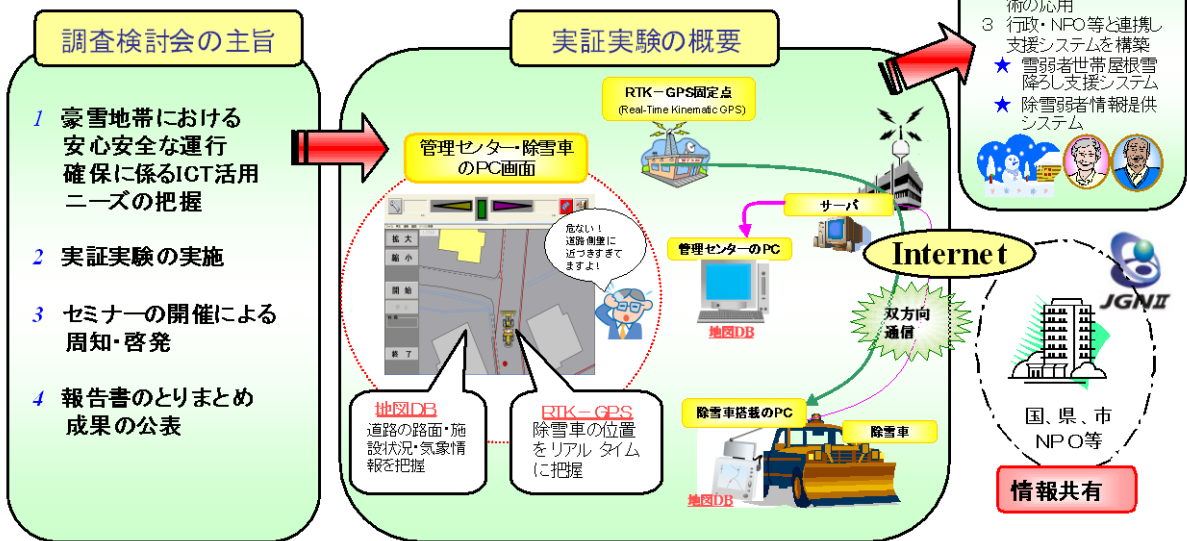 調査検討会の主旨
1 豪雪地帯における
安心安全な運行
確保に係るICT活用
ニーズの把握
2 実証実験の実施
3 セミナーの開催による
周知・啓発
4 報告書のとりまとめ
成果の公表
実証実験の概要
RTK－GPS固定点
(Real-Time Kinematic GPS)
管理センター・除雪車
のPC画面
拡 大
縮 小
開 始
終 了
危ない！
道路側壁に
近づきすぎて
ますよ！
地図DB
道路の路面・施
設状況・気象情
報を把握
RTK－GPS
除雪車の位置
をリアル タイム
に把握
サーバ
管理センターのPC
地図DB
Internet
双方向
通信
除雪車搭載のPC
除雪車
地図DB
術の応用
3 行政・NPO等と連携し
支援システムを構築
★ 雪弱者世帯屋根雪
降ろし支援システム
★ 除雪弱者情報提供
システム
JGNⅡ
国、県、市
NPO等
情報共有